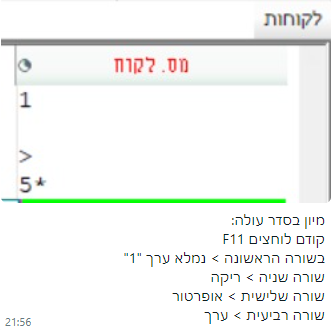 לקוחות
מס. לקוח
1
>
5*
מיון בסדר עולה:
קודם לוחצים F11
בשורה הראשונה > נמלא ערך "1"
שורה שניה > ריקה
שורה שלישית > אופרטור
שורה רביעית > ערך
21:56